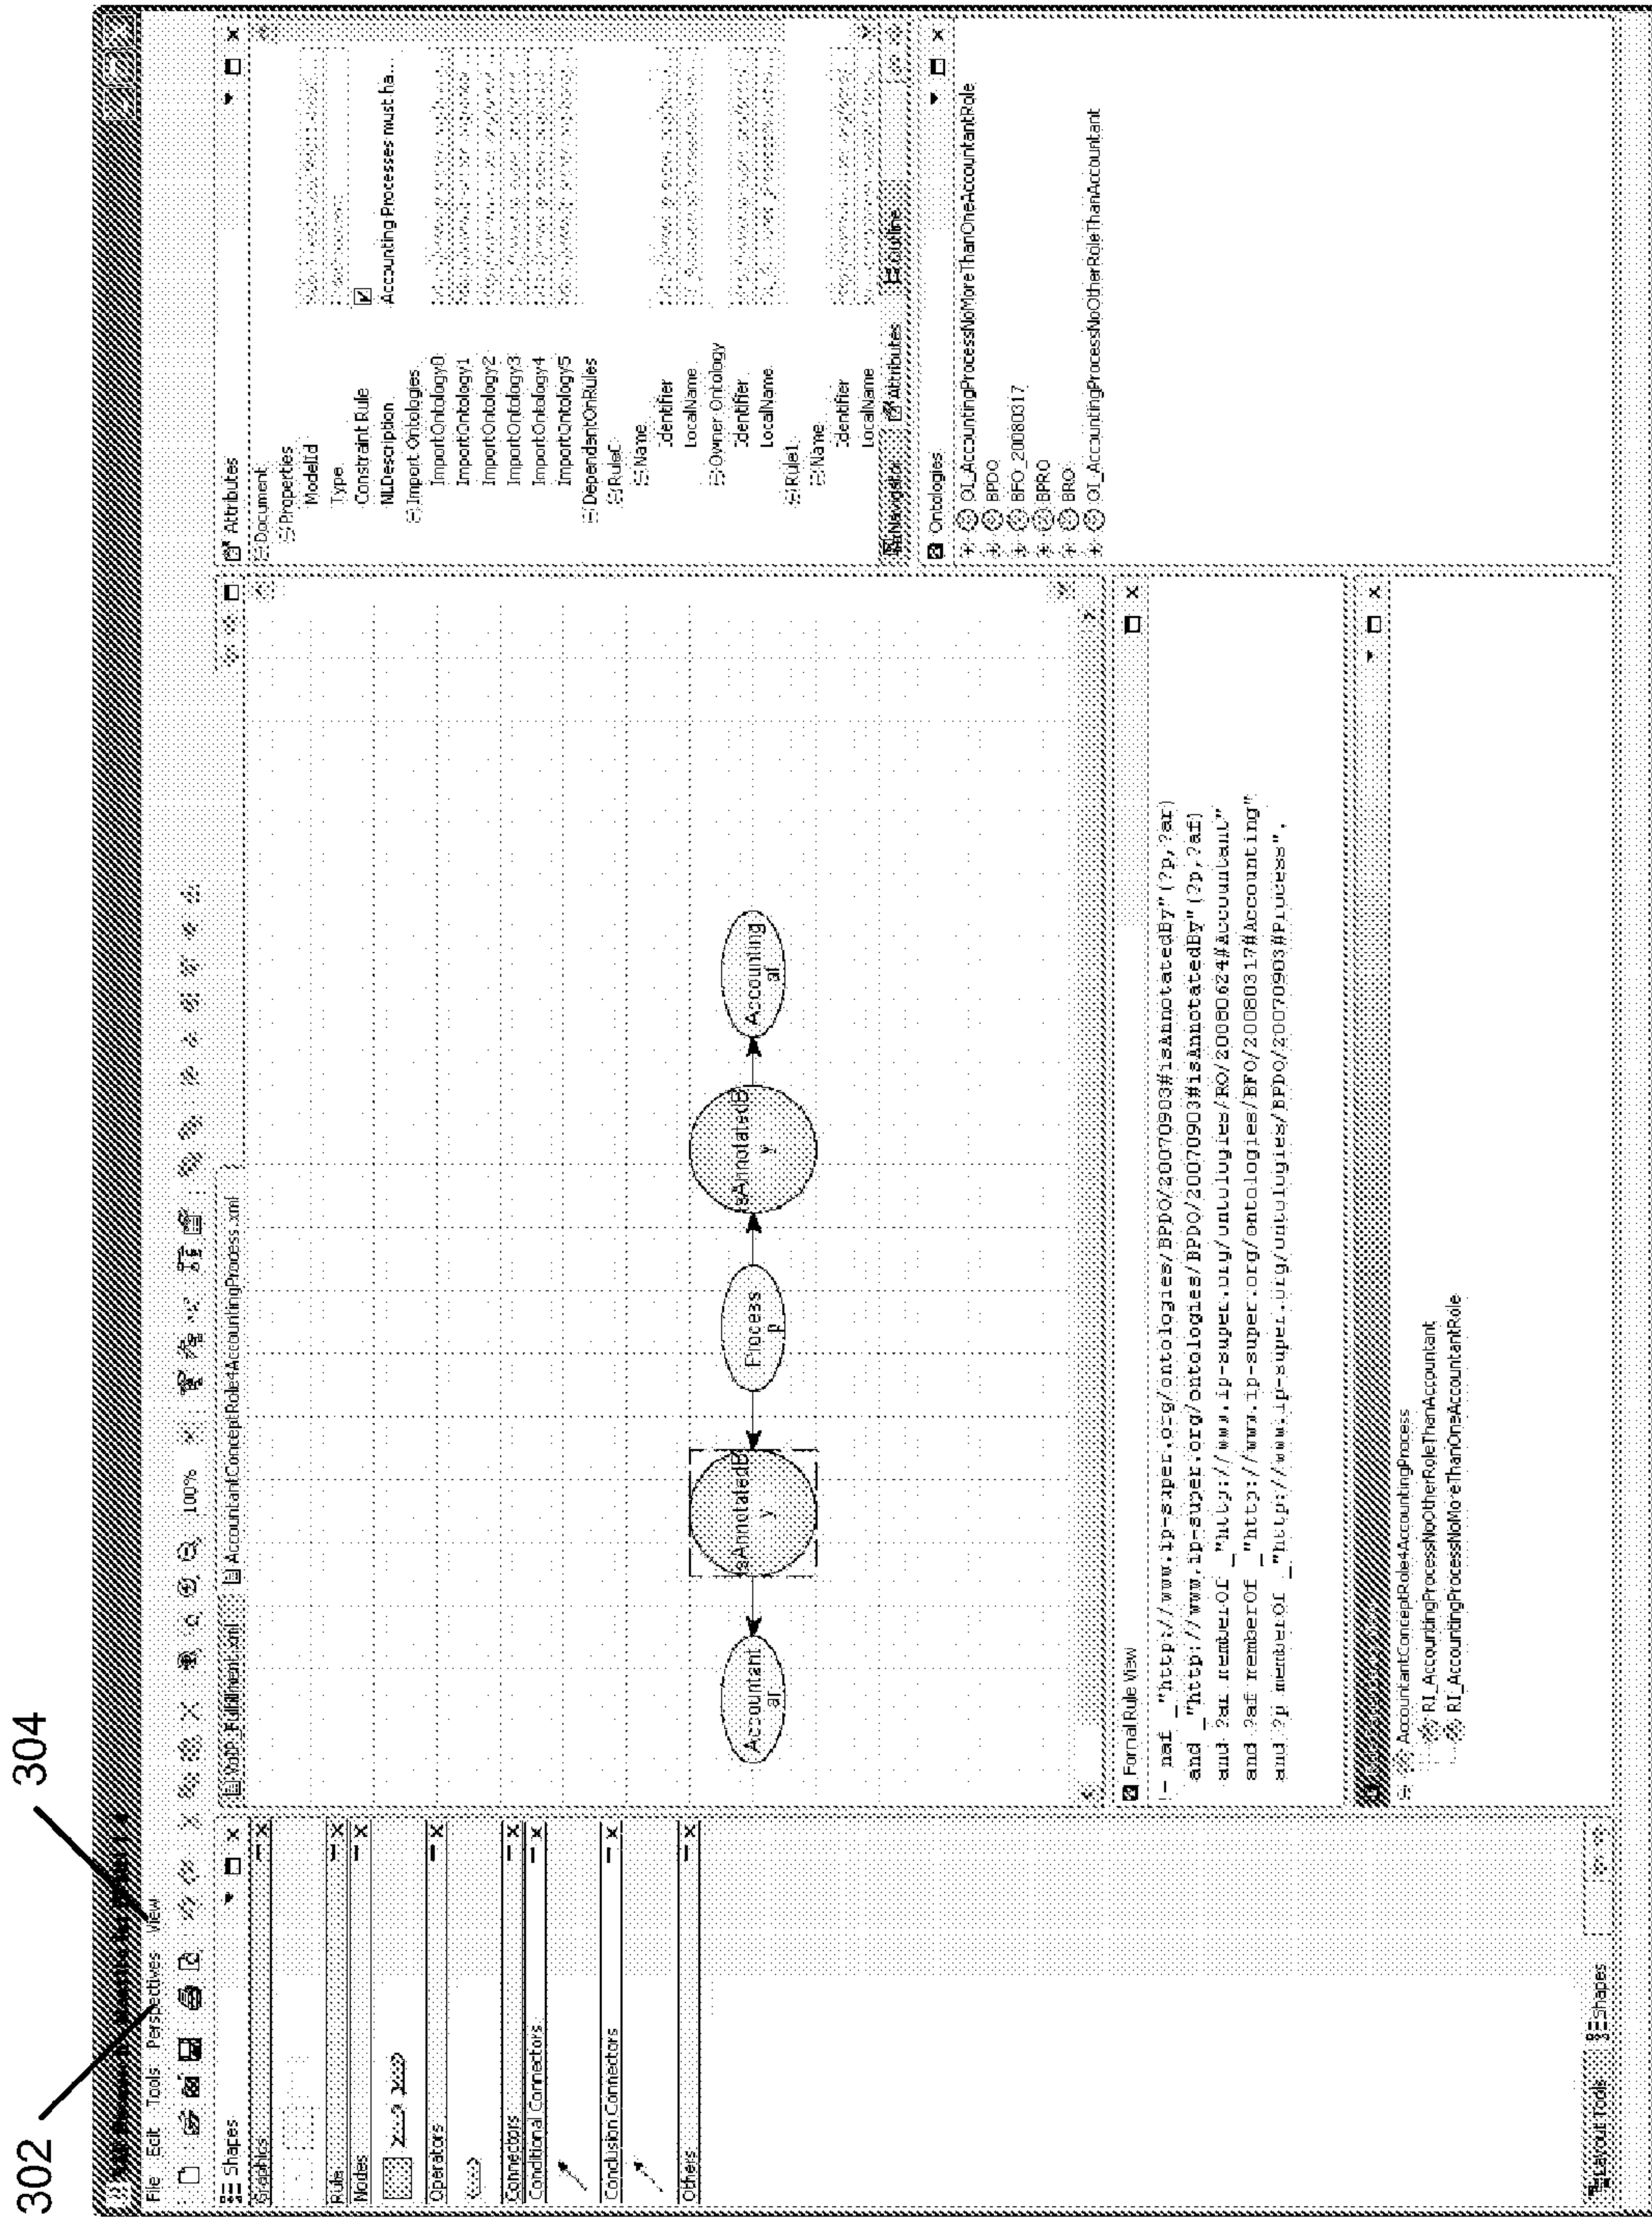 302
304
File Edit Tools Perspectives View
100%
Shapes
Graphics
Rule
Nodes
Operators
Connectors
Conditional Connectors
Conclusion Connectors
Others
Layout Tools
Shapes
AccountantConceptRole4AccountingProcess.xml
Accountant
ar
isAnnotatedB
y
Process
p
isAnnotatedB
y
Accounting
af
Formal Rule View
!- naf _"http://www.ip-super.org/ontologies/BPDO/20070903#isAnnotatedBy"(?p,?ar)
and _"http://www.ip-super.org/ontologies/BPDO/20070903#isAnnotatedBy"(?p,?af)
and ?ar memberOf _"http://www.ip-super.org/ontologies/RO/20080624#Accountant"
and ?af memberOf _"http://www.ip-super.org/ontologies/BFO/20080317#Accounting"
and ?p memberOf _"http://www.ip-super.org/ontologies/BPDO/20070903#Process".
AccountantConceptRole4AccountingProcess
RI_AccountingProcessNoOtherRoleThanAccountant
RI_AccountingProcessNoMoreThanOneAccountantRole
Attributes
Document
Properties
ModelId
Type
Constraint Rule
NLDescription Accounting Processes must ha...
Import Ontologies
ImportOntology0
ImportOntology1
ImportOntology2
ImportOntology3
ImportOntology4
ImportOntology5
DependentOnRules
Rule0
Name
Identifier
LocalName
Owner Ontology
Identifier
LocalName
Rule1
Name
Identifier
LocalName
Navigator
Attributes
Outline
Ontologies
OI_AccountingProcessNoMoreThanOneAccountantRole
BPDO
BFO_20080317
BPRO
BRO
OI_AccountingProcessNoOtherRoleThanAccountant